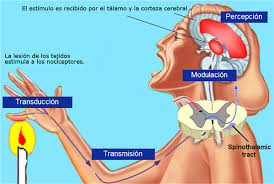 El estímulo es recibido por el tálamo y la corteza cerebral
Percepción
La lesión de los tejidos
estimula a los nociceptores.
Modulación
Transducción
Transmisión
Spinothalamic
tract